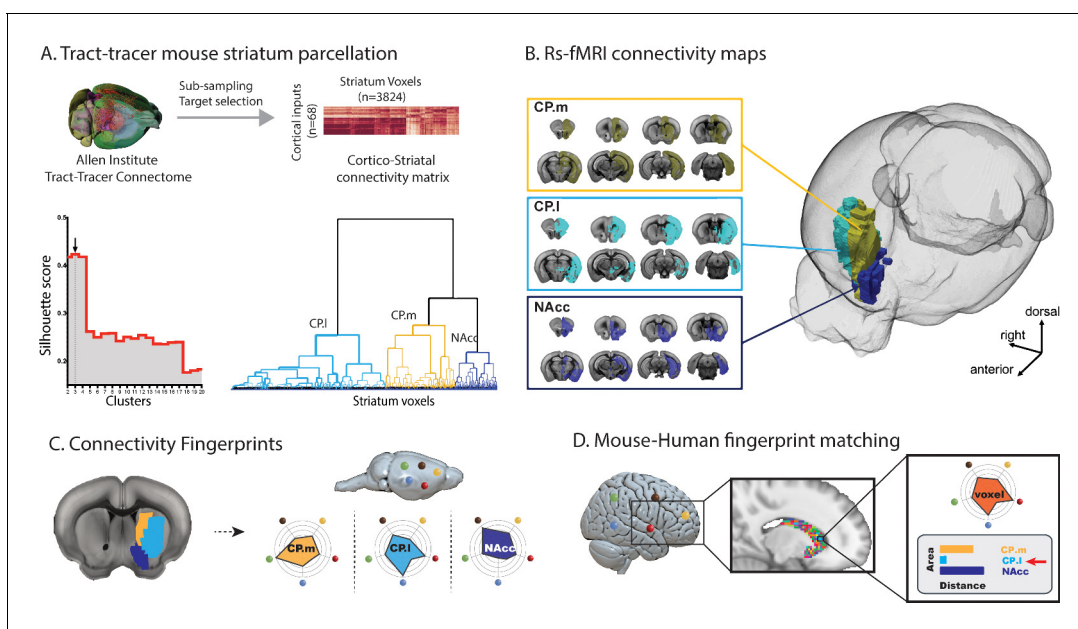 A. Tract-tracer mouse striatum parcellation
Sub-sampling
Target selection
Striatum Voxels
(n=3824)
Cortical inputs
(n=68)
Allen Institute
Tract-Tracer Connectome
Cortico-Striatal
connectivity matrix
Silhouette score
0.5
0.4
0.3
0.2
2 3 4 5 6 7 8 9 10 11 12 13 14 15 16 17 18 19 20
Clusters
CP.l
CP.m
NAcc
Striatum voxels
B. Rs-fMRI connectivity maps
CP.m
CP.l
NAcc
dorsal
right
anterior
C. Connectivity Fingerprints
CP.m
CP.l
NAcc
D. Mouse-Human fingerprint matching
voxel
Area
CP.m
CP.l
NAcc
Distance